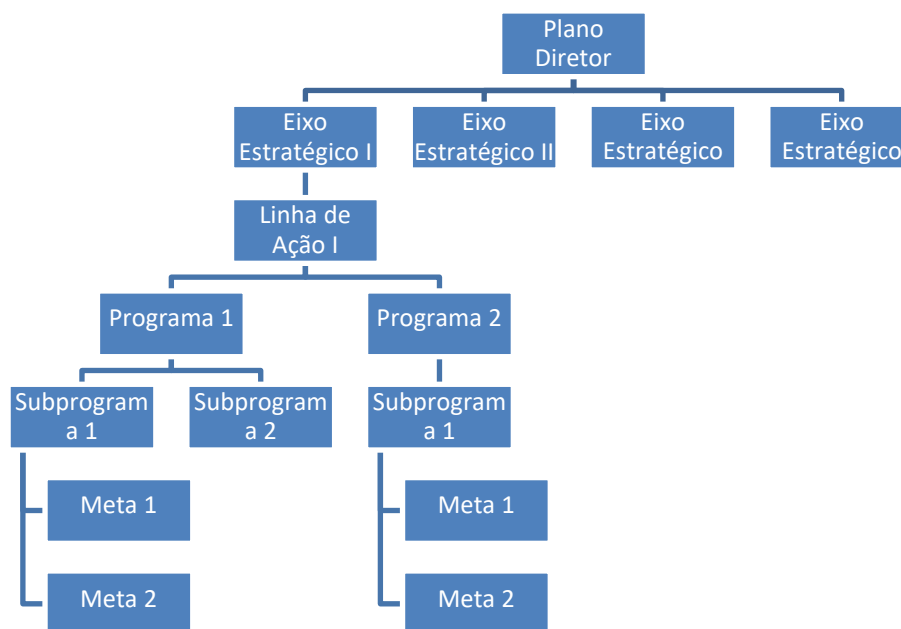 Plano
Diretor
Eixo
Estratégico I
Eixo
Estratégico II
Eixo
Estratégico
Eixo
Estratégico
Linha de
Ação I
Programa 1
Programa 2
Subprogram
a 1
Subprogram
a 2
Subprogram
a 1
Meta 1
Meta 1
Meta 2
Meta 2